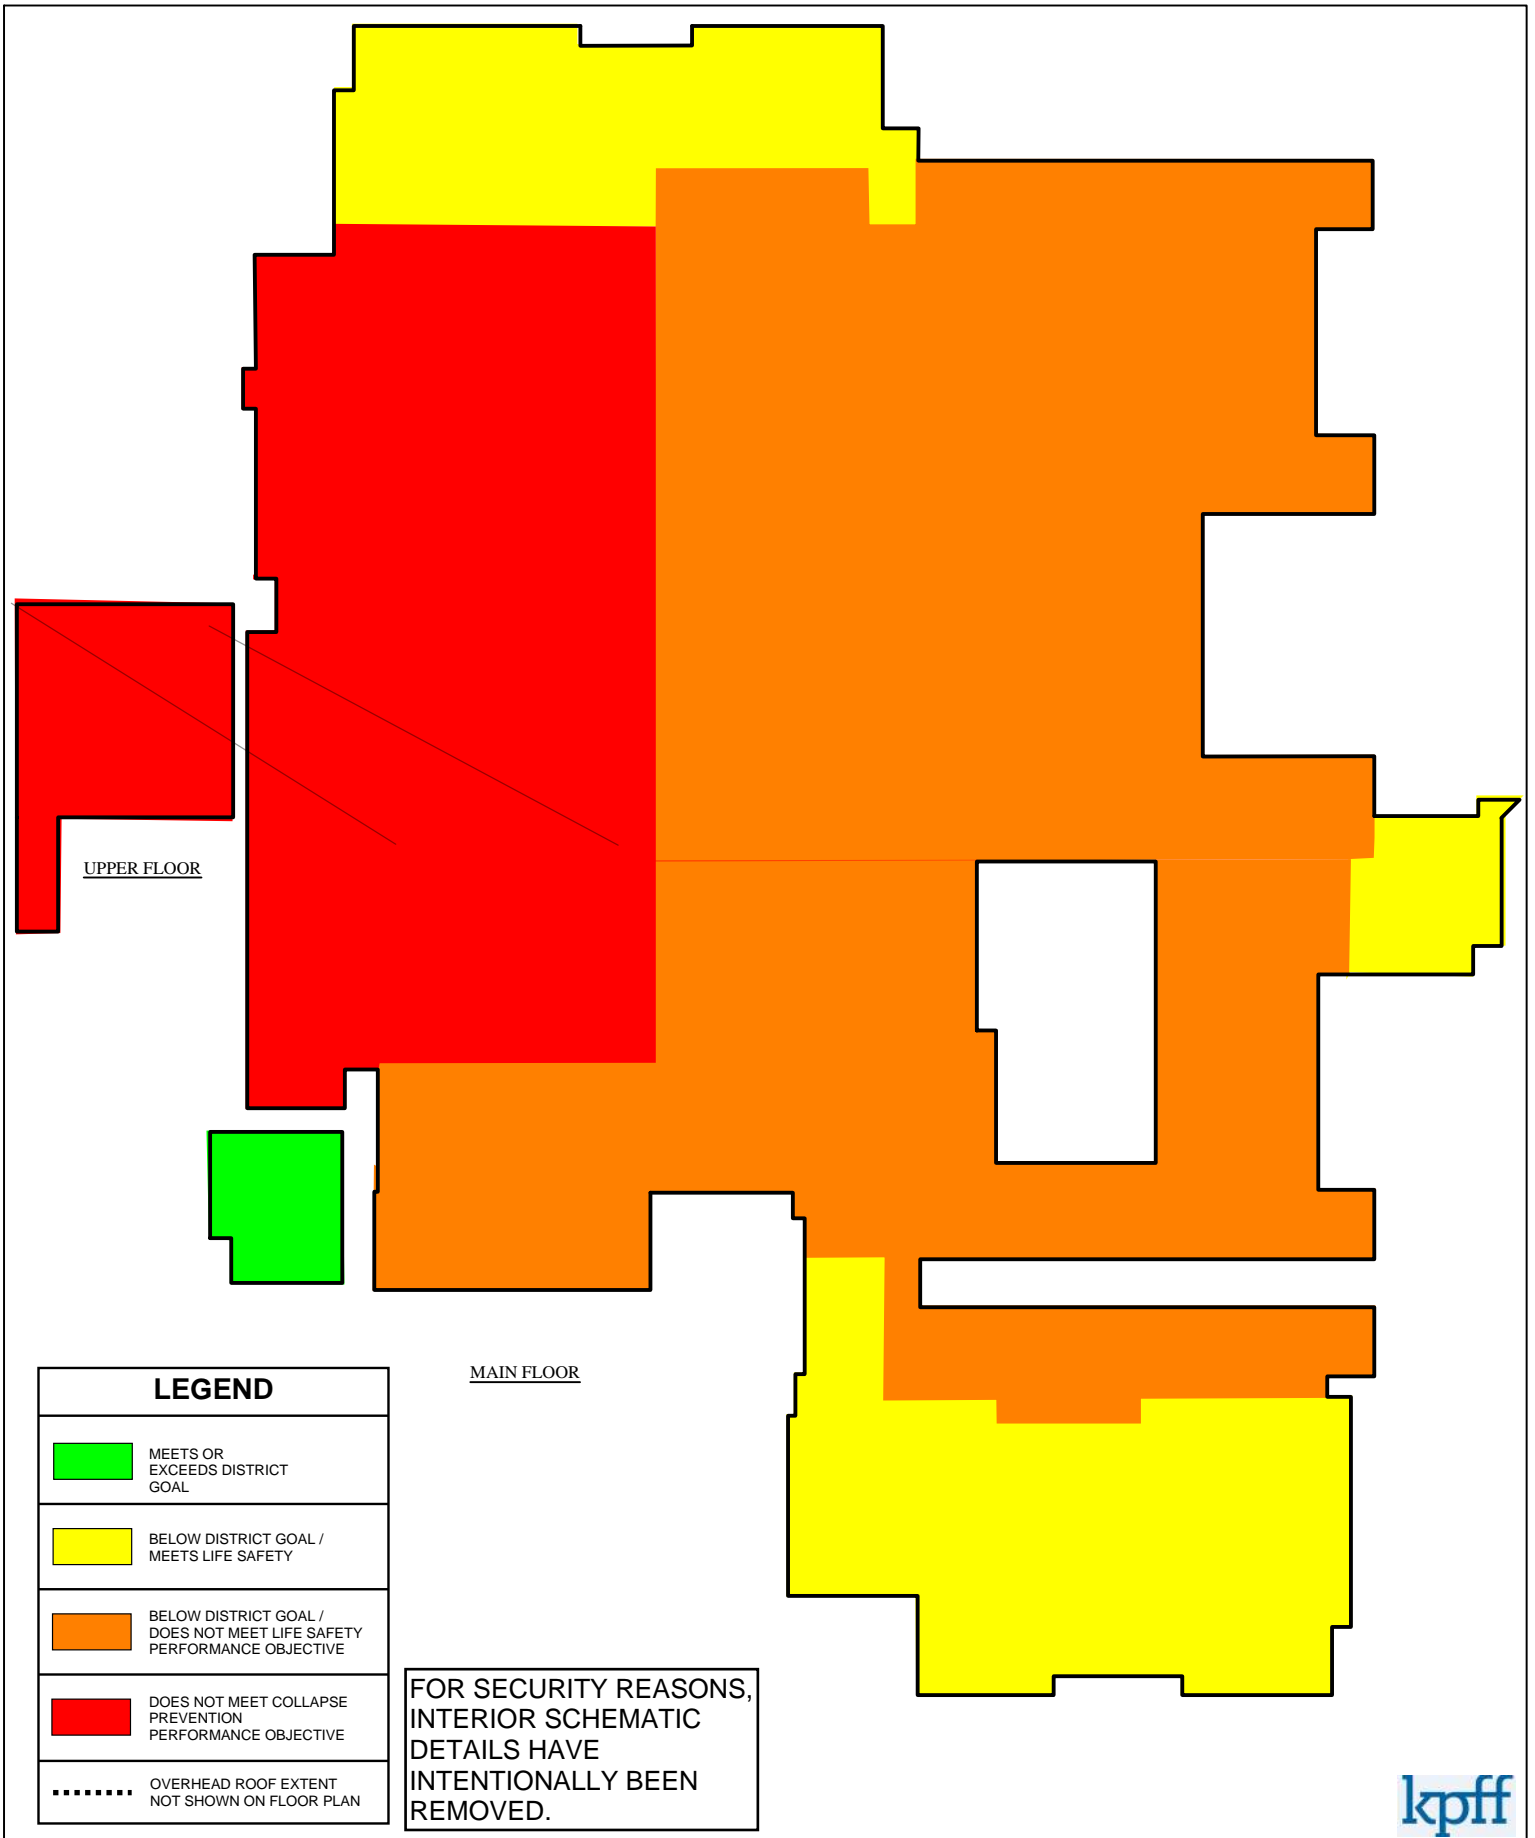 UPPER FLOOR
MAIN FLOOR
LEGEND
MEETS OR
EXCEEDS DISTRICT
GOAL
BELOW DISTRICT GOAL /
MEETS LIFE SAFETY
BELOW DISTRICT GOAL /
DOES NOT MEET LIFE SAFETY
PERFORMANCE OBJECTIVE
DOES NOT MEET COLLAPSE
PREVENTION
PERFORMANCE OBJECTIVE
OVERHEAD ROOF EXTENT
NOT SHOWN ON FLOOR PLAN
FOR SECURITY REASONS,
INTERIOR SCHEMATIC
DETAILS HAVE
INTENTIONALLY BEEN
REMOVED.
kpff